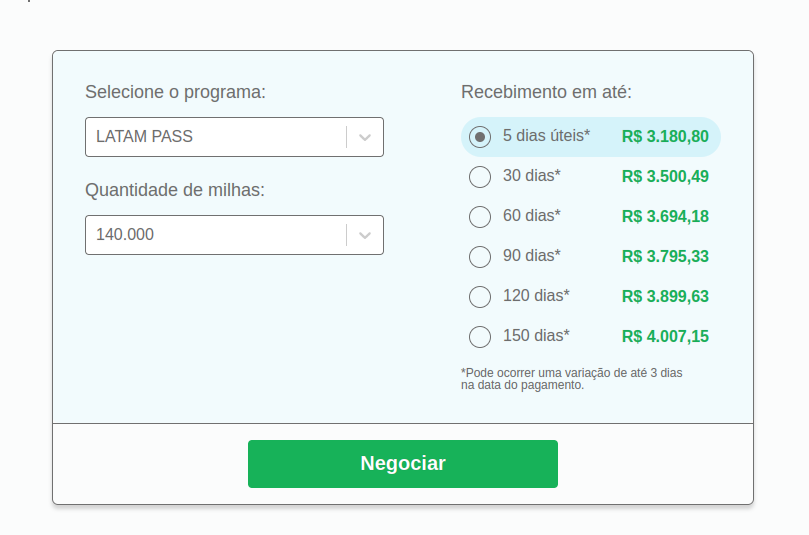 Selecione o programa:
LATAM PASS
Quantidade de milhas:
140.000
Recebimento em até:
5 dias úteis* R$ 3.180,80
30 dias* R$ 3.500,49
60 dias* R$ 3.694,18
90 dias* R$ 3.795,33
120 dias* R$ 3.899,63
150 dias* R$ 4.007,15
*Pode ocorrer uma variação de até 3 dias
na data do pagamento.
Negociar